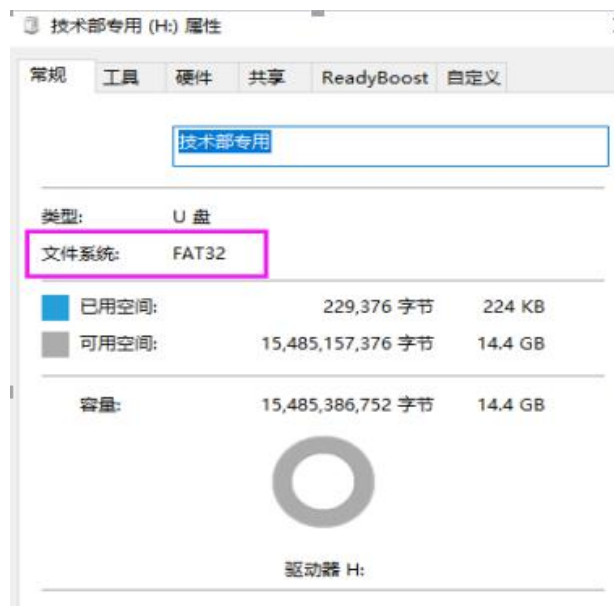 技术部专用 (H:) 属性
常规 工具 硬件 共享 ReadyBoost 自定义
技术部专用
类型: U 盘
文件系统: FAT32
已用空间: 229,376 字节 224 KB
可用空间: 15,485,157,376 字节 14.4 GB
容量: 15,485,386,752 字节 14.4 GB
驱动器 H: